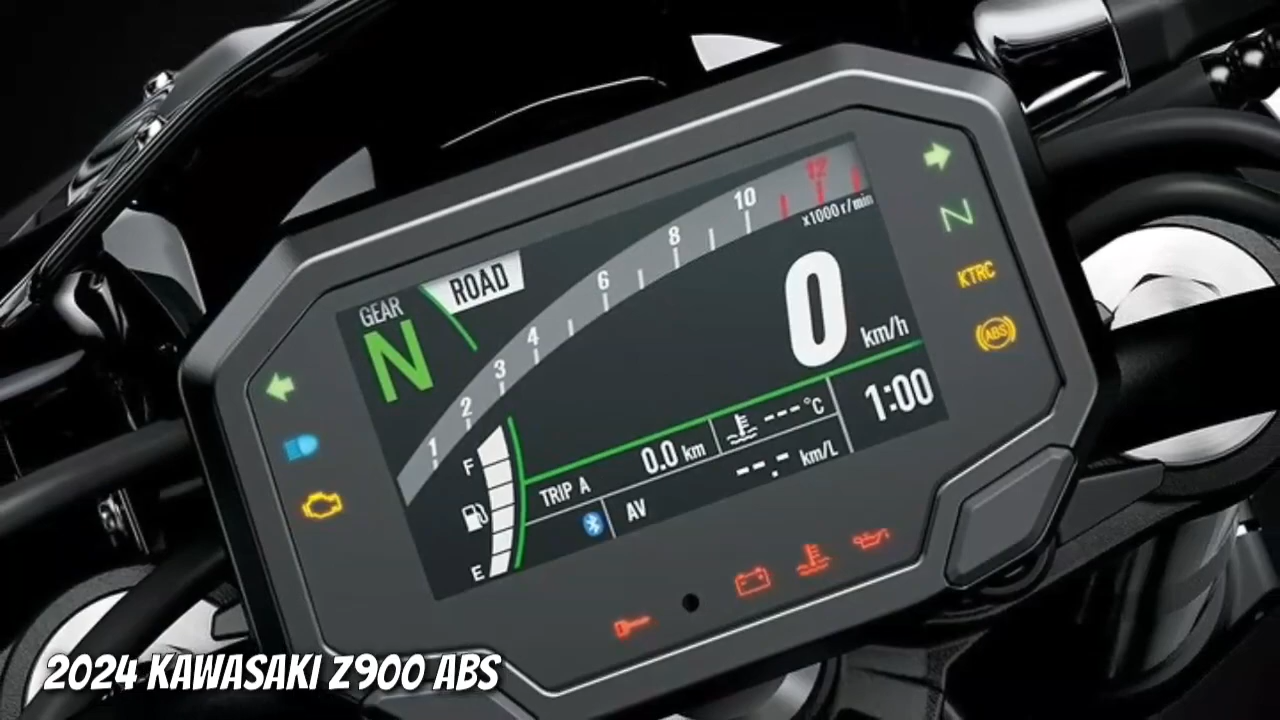 GEAR
N
ROAD
1
2
3
4
6
8
10
12
x1000 r/min
0
km/h
F
E
TRIP A
0.0 km
---°C
1:00
AV
--.- km/L
N
KTRC
ABS
2024 KAWASAKI Z900 ABS